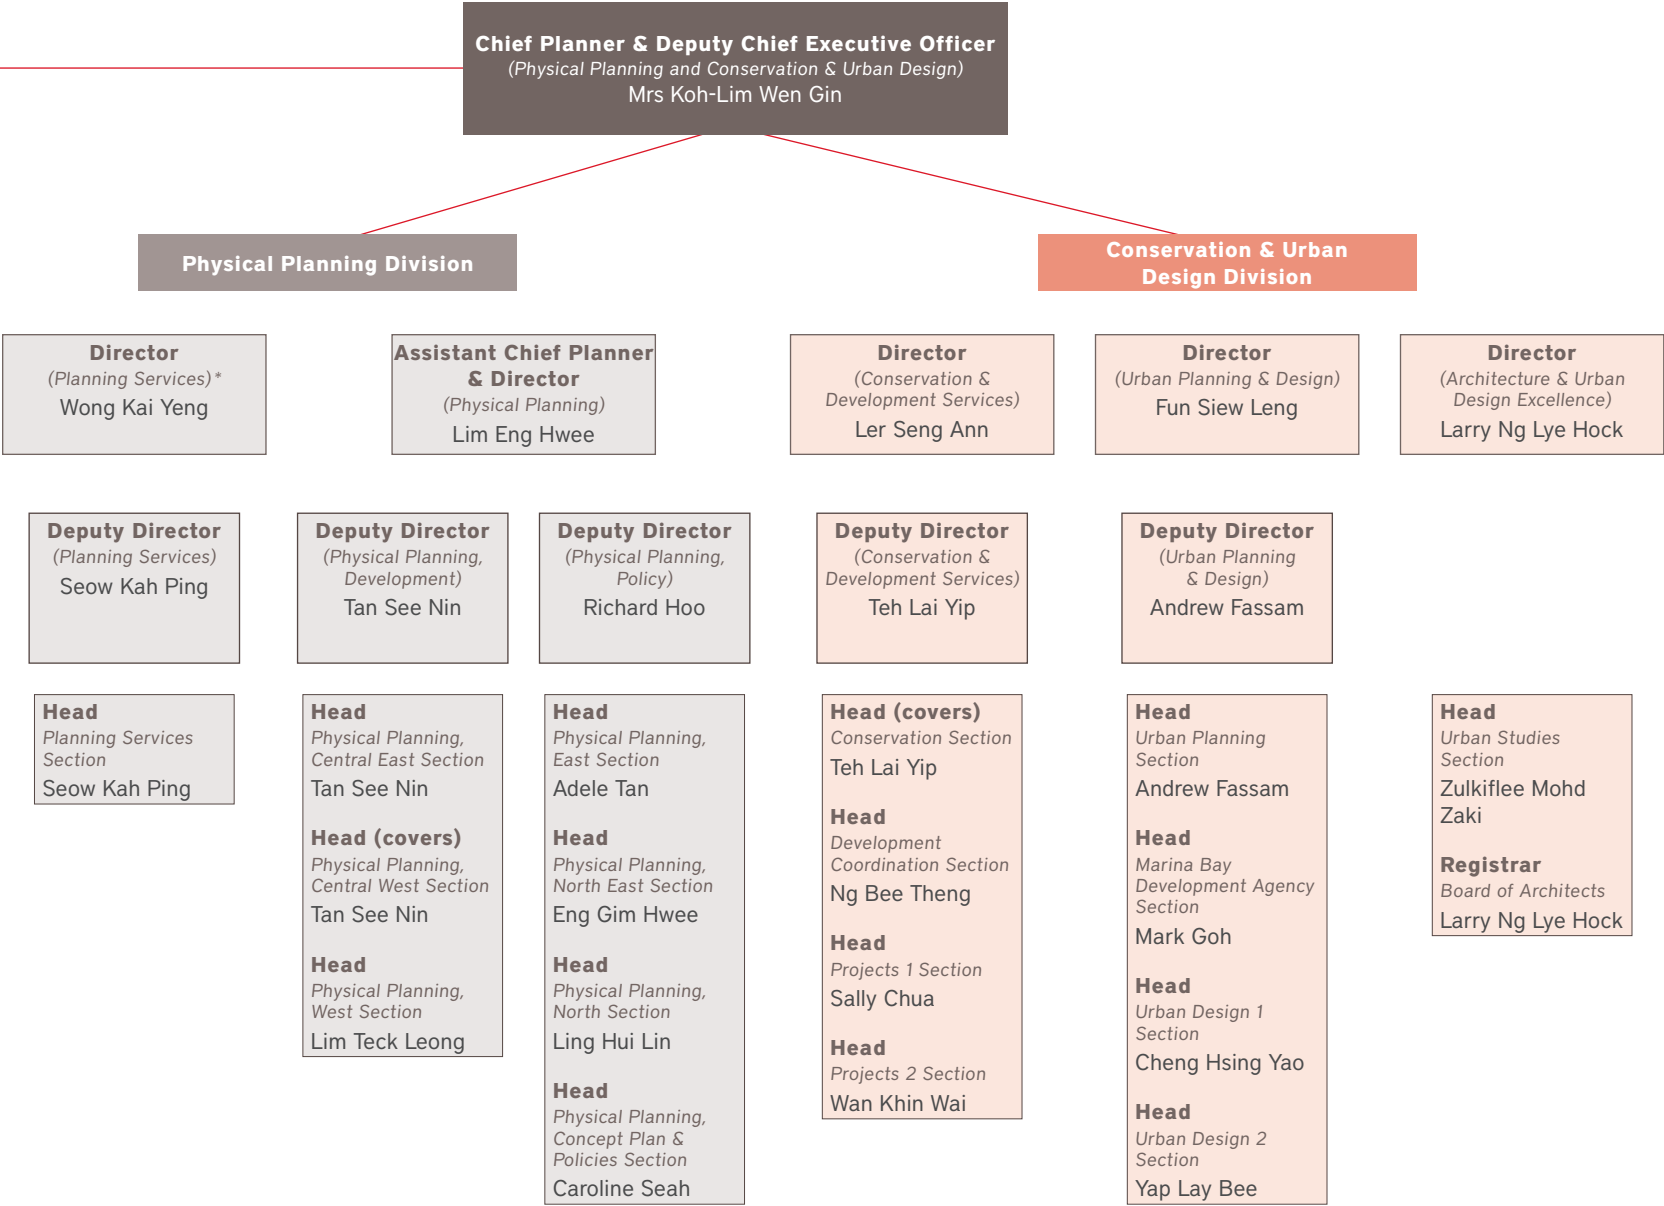 Chief Planner & Deputy Chief Executive Officer
(Physical Planning and Conservation & Urban Design)
Mrs Koh-Lim Wen Gin
Physical Planning Division
Conservation & Urban
Design Division
Director
(Planning Services)*
Wong Kai Yeng
Assistant Chief Planner
& Director
(Physical Planning)
Lim Eng Hwee
Director
(Conservation &
Development Services)
Ler Seng Ann
Director
(Urban Planning & Design)
Fun Siew Leng
Director
(Architecture & Urban
Design Excellence)
Larry Ng Lye Hock
Deputy Director
(Planning Services)
Seow Kah Ping
Deputy Director
(Physical Planning,
Development)
Tan See Nin
Deputy Director
(Physical Planning,
Policy)
Richard Hoo
Deputy Director
(Conservation &
Development Services)
Teh Lai Yip
Deputy Director
(Urban Planning
& Design)
Andrew Fassam
Head
Planning Services
Section
Seow Kah Ping
Head
Physical Planning,
Central East Section
Tan See Nin
Head (covers)
Physical Planning,
Central West Section
Tan See Nin
Head
Physical Planning,
West Section
Lim Teck Leong
Head
Physical Planning,
East Section
Adele Tan
Head
Physical Planning,
North East Section
Eng Gim Hwee
Head
Physical Planning,
North Section
Ling Hui Lin
Head
Physical Planning,
Concept Plan &
Policies Section
Caroline Seah
Head (covers)
Conservation Section
Teh Lai Yip
Head
Development
Coordination Section
Ng Bee Theng
Head
Projects 1 Section
Sally Chua
Head
Projects 2 Section
Wan Khin Wai
Head
Urban Planning
Section
Andrew Fassam
Head
Marina Bay
Development Agency
Section
Mark Goh
Head
Urban Design 1
Section
Cheng Hsing Yao
Head
Urban Design 2
Section
Yap Lay Bee
Head
Urban Studies
Section
Zulkiflee Mohd
Zaki
Registrar
Board of Architects
Larry Ng Lye Hock